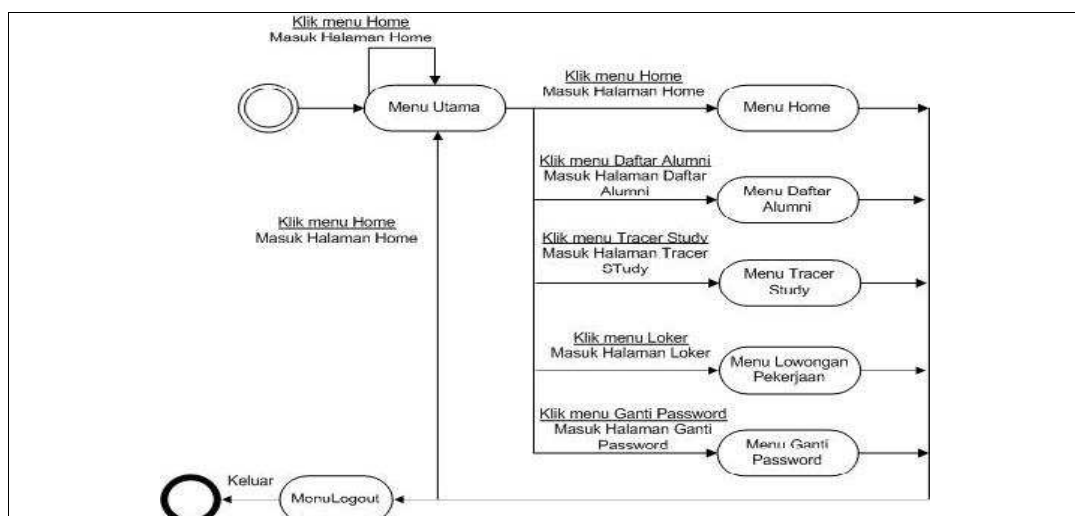 Klik menu Home
Masuk Halaman Home
Menu Utama
Klik menu Home
Masuk Halaman Home
Menu Home
Klik menu Daftar Alumni
Masuk Halaman Daftar
Alumni
Menu Daftar
Alumni
Klik menu Home
Masuk Halaman Home
Klik menu Tracer Study
Masuk Halaman Tracer
STudy
Menu Tracer
Study
Klik menu Loker
Masuk Halaman Loker
Menu Lowongan
Pekerjaan
Klik menu Ganti Password
Masuk Halaman Ganti
Password
Menu Ganti
Password
Keluar
MenuLogout